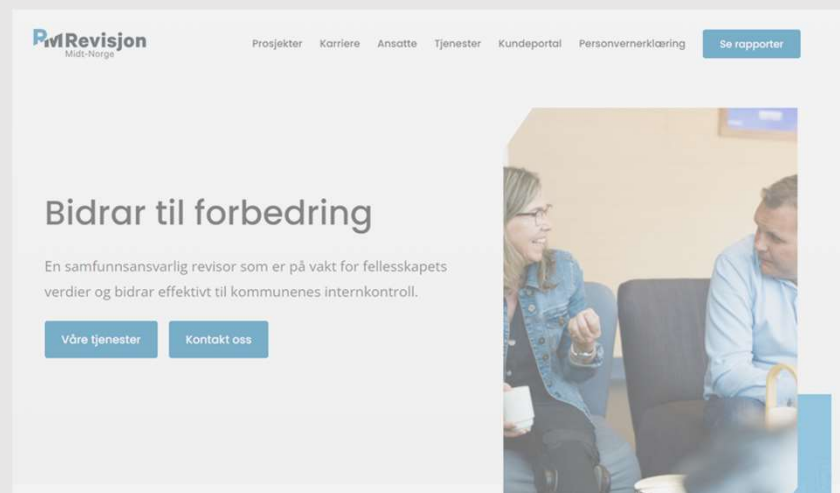 RMRevisjon
Midt-Norge
Prosjekter Karriere Ansatte Tjenester Kundeportal Personvernerklæring Se rapporter
Bidrar til forbedring
En samfunnsansvarlig revisor som er på vakt for fellesskapets
verdier og bidrar effektivt til kommunenes internkontroll.
Våre tjenester Kontakt oss